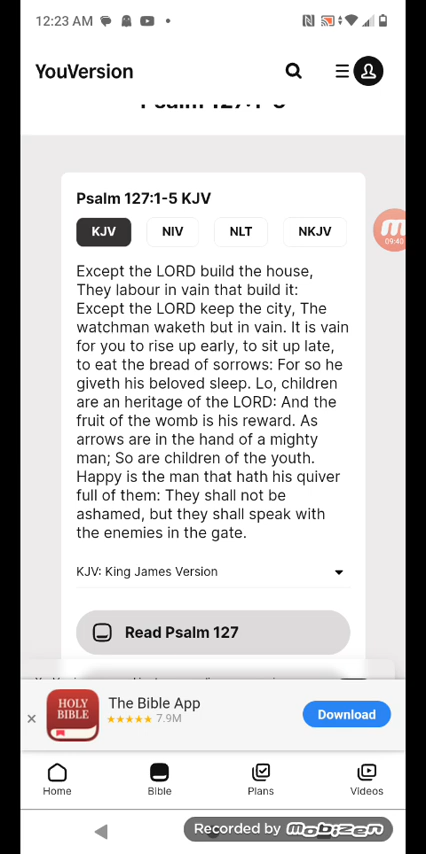 12:23 AM
YouVersion
Psalm 127:1-5
Psalm 127:1-5 KJV
KJV NIV NLT NKJV
09:40
Except the LORD build the house,
They labour in vain that build it:
Except the LORD keep the city, The
watchman waketh but in vain. It is vain
for you to rise up early, to sit up late,
to eat the bread of sorrows: For so he
giveth his beloved sleep. Lo, children
are an heritage of the LORD: And the
fruit of the womb is his reward. As
arrows are in the hand of a mighty
man; So are children of the youth.
Happy is the man that hath his quiver
full of them: They shall not be
ashamed, but they shall speak with
the enemies in the gate.
KJV: King James Version
Read Psalm 127
HOLY
BIBLE
The Bible App
7.9M
Download
Home Bible Plans Videos
Recorded by mobizen